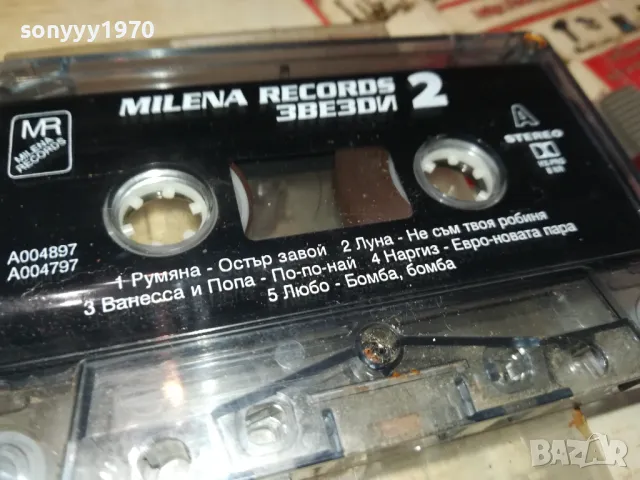 sonyyy1970
MILENA RECORDS 2
ЗВЕЗДИ
MR
MILENA
RECORDS
A
STEREO
A004897
A004797
1 Румяна - Остър завой 2 Луна - Не съм твоя робиня
3 Ванесса и Попа - По-по-най 4 Наргиз - Евро-новата пара
5 Любо - Бомба, бомба
BAZAR